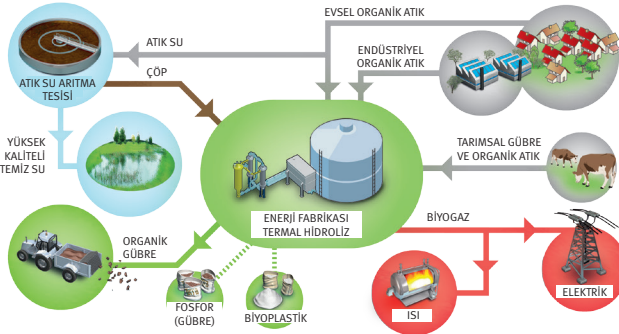 EVSEL ORGANİK ATIK
ATIK SU
ENDÜSTRİYEL
ORGANİK ATIK
ÇÖP
ATIK SU ARITMA
TESİSİ
YÜKSEK
KALİTELİ
TEMİZ SU
TARIMSAL GÜBRE
VE ORGANİK ATIK
ENERJİ FABRİKASI
TERMAL HİDROLİZ
BİYOGAZ
ORGANİK
GÜBRE
FOSFOR
(GÜBRE)
BİYOPLASTİK
ISI
ELEKTRİK